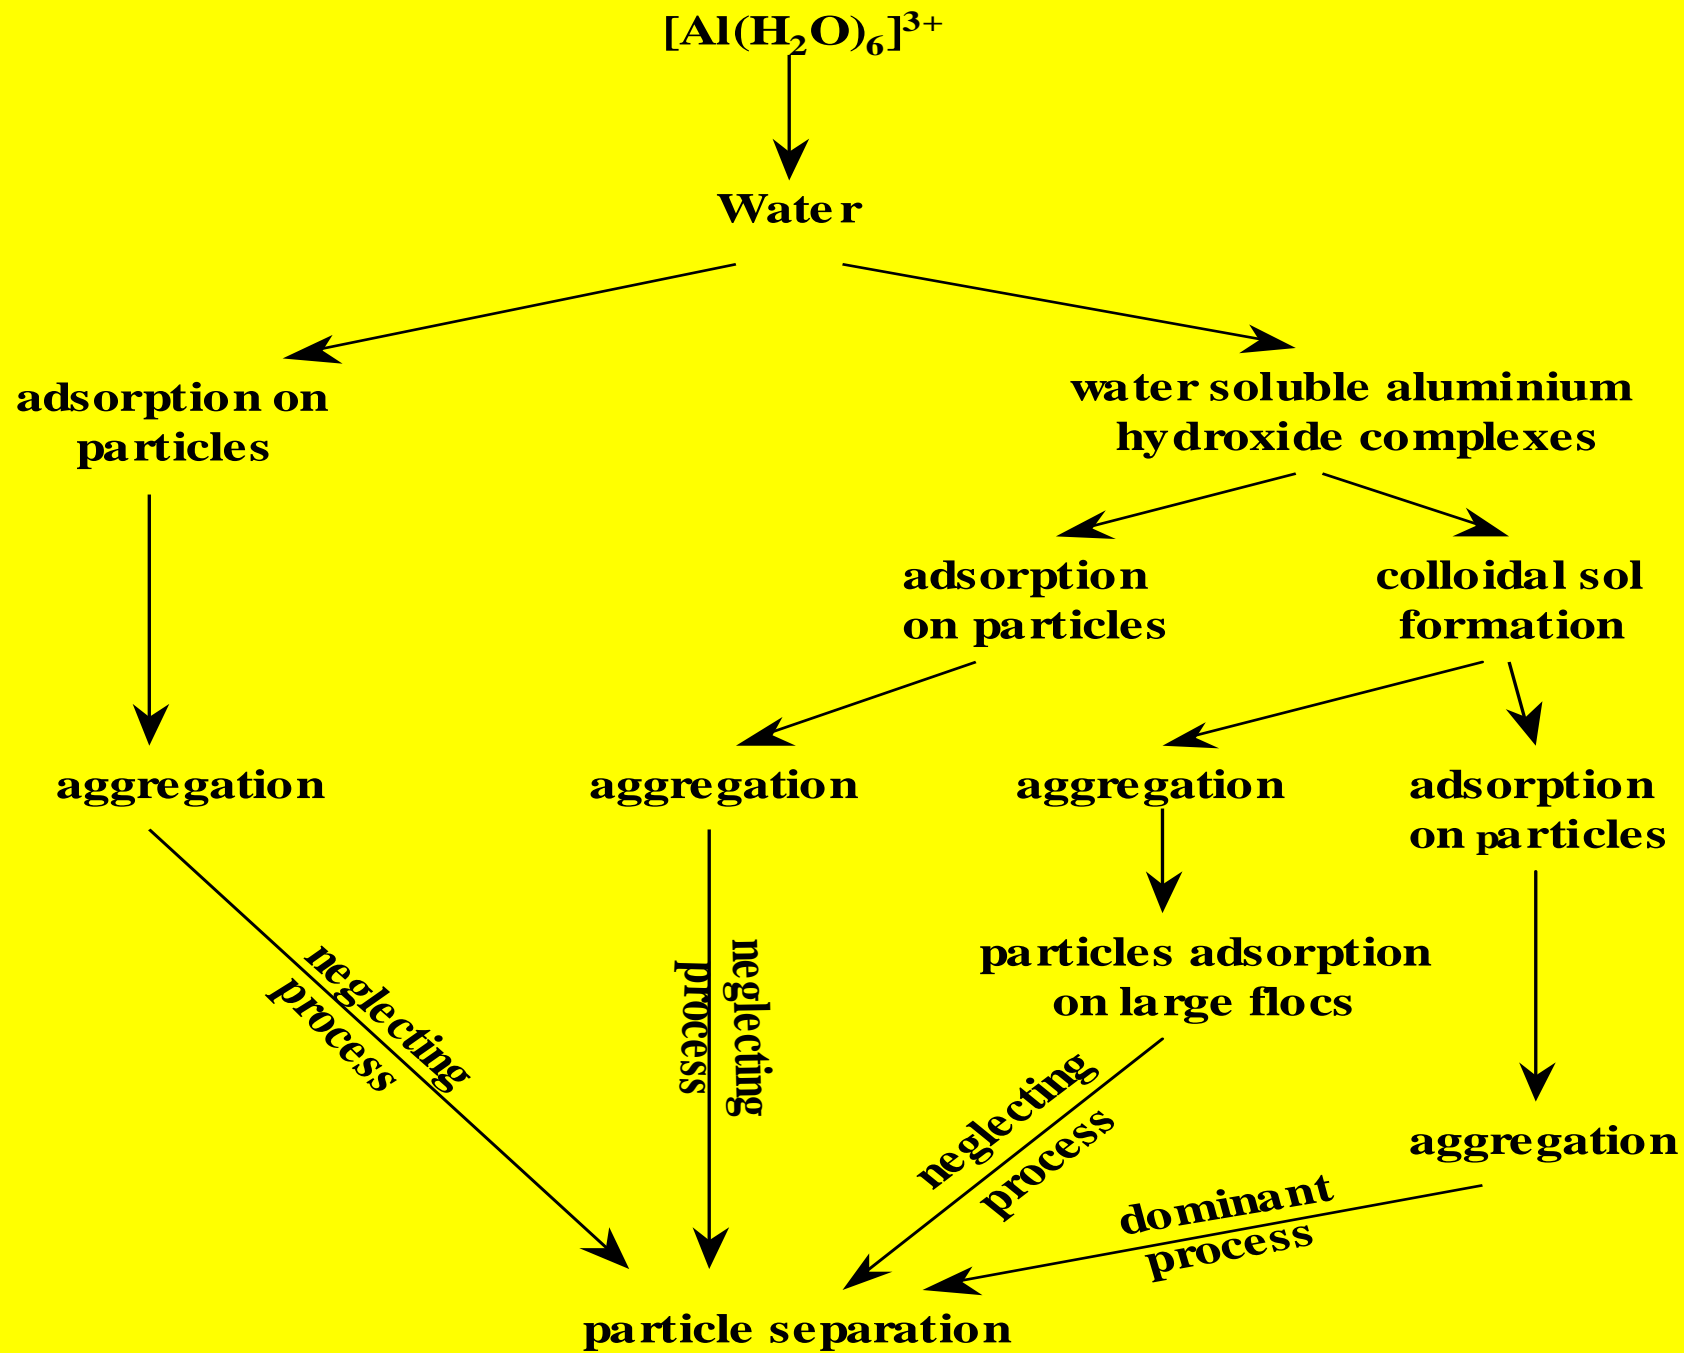 [Al(H₂O)₆]³⁺
Water
adsorption on
particles
water soluble aluminium
hydroxide complexes
adsorption
on particles
colloidal sol
formation
aggregation
aggregation
aggregation
adsorption
on particles
particles adsorption
on large flocs
neglecting
process
neglecting
process
neglecting
process
aggregation
dominant
process
particle separation